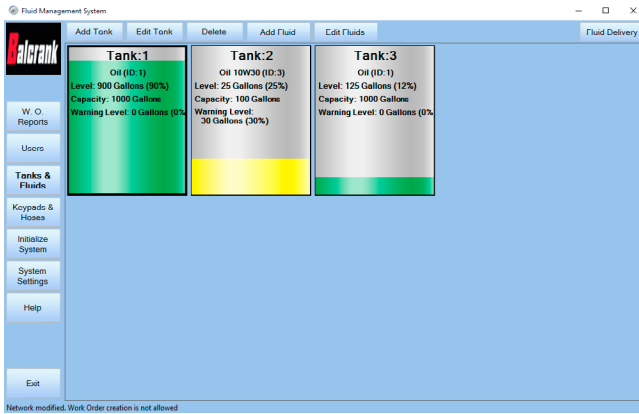 Fluid Management System
Balcrank
Add Tank
Edit Tank
Delete
Add Fluid
Edit Fluids
Fluid Delivery
W. O.
Reports
Users
Tanks &
Fluids
Keypads &
Hoses
Initialize
System
System
Settings
Help
Exit
Tank:1
Oil (ID:1)
Level: 900 Gallons (90%)
Capacity: 1000 Gallons
Warning Level: 0 Gallons (0%
Tank:2
Oil 10W30 (ID:3)
Level: 25 Gallons (25%)
Capacity: 100 Gallons
Warning Level:
30 Gallons (30%)
Tank:3
Oil (ID:1)
Level: 125 Gallons (12%)
Capacity: 1000 Gallons
Warning Level: 0 Gallons (0%
Network modified. Work Order creation is not allowed